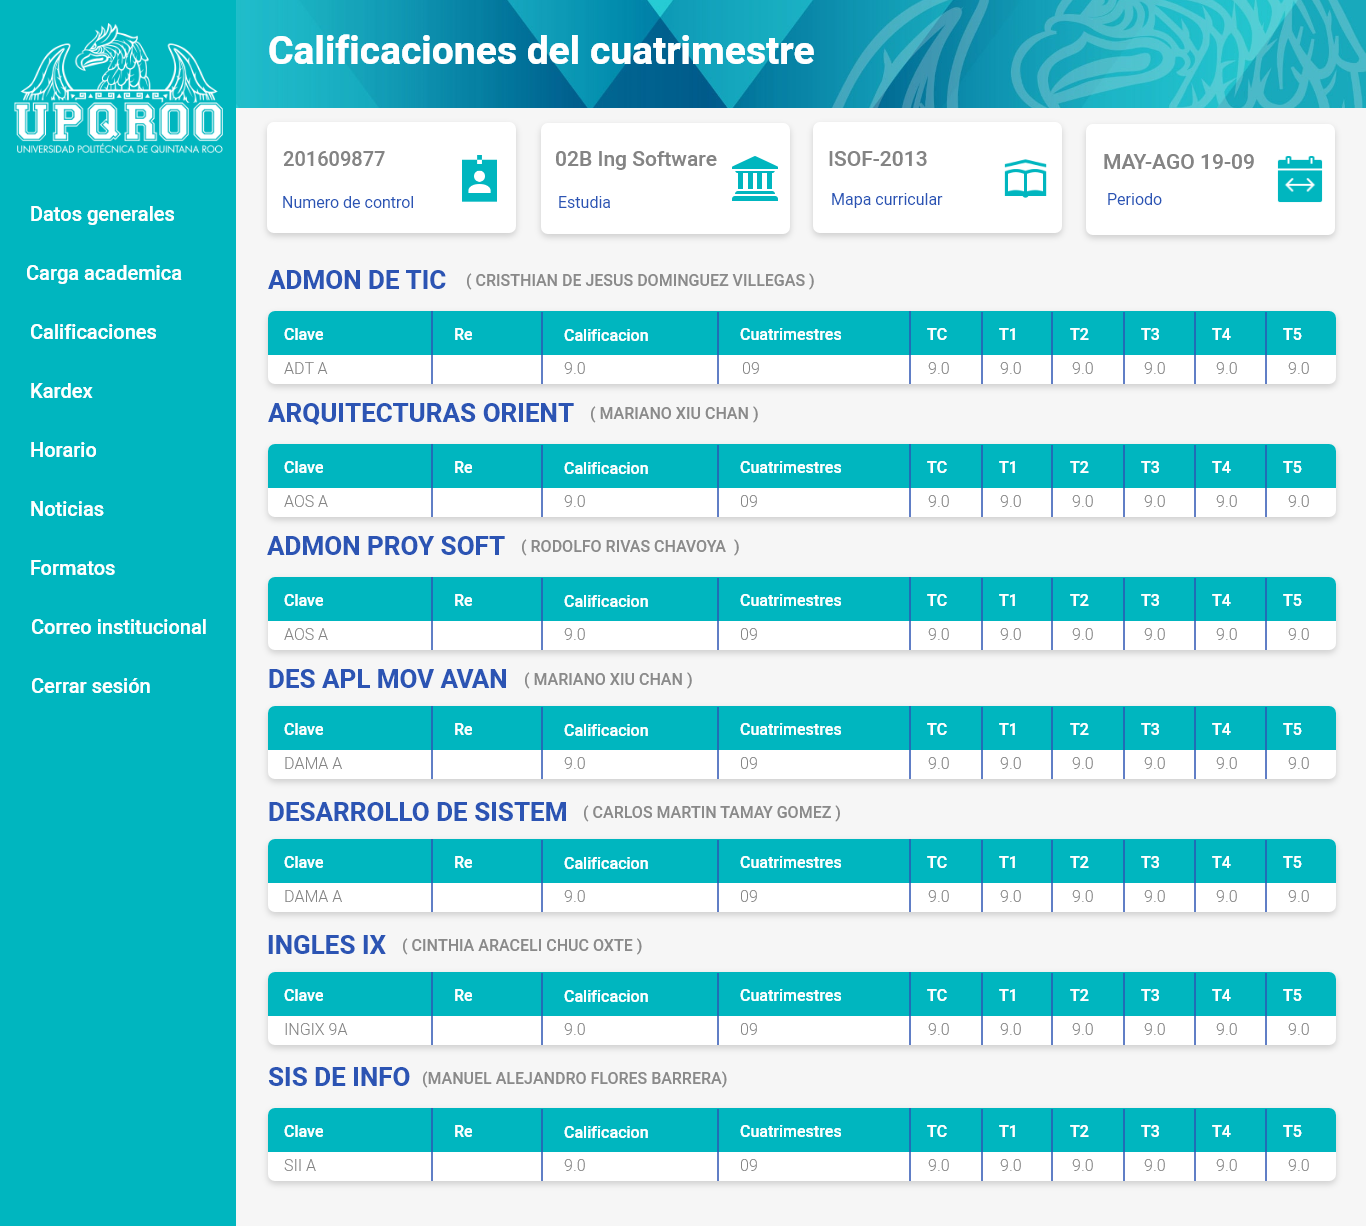 UPQROO
UNIVERSIDAD POLITÉCNICA DE QUINTANA ROO
Datos generales
Carga academica
Calificaciones
Kardex
Horario
Noticias
Formatos
Correo institucional
Cerrar sesión
Calificaciones del cuatrimestre
201609877
Numero de control
02B Ing Software
Estudia
ISOF-2013
Mapa curricular
MAY-AGO 19-09
Periodo
ADMON DE TIC ( CRISTHIAN DE JESUS DOMINGUEZ VILLEGAS )
Clave Re Calificacion Cuatrimestres TC T1 T2 T3 T4 T5
ADT A 9.0 09 9.0 9.0 9.0 9.0 9.0 9.0
ARQUITECTURAS ORIENT ( MARIANO XIU CHAN )
Clave Re Calificacion Cuatrimestres TC T1 T2 T3 T4 T5
AOS A 9.0 09 9.0 9.0 9.0 9.0 9.0 9.0
ADMON PROY SOFT ( RODOLFO RIVAS CHAVOYA )
Clave Re Calificacion Cuatrimestres TC T1 T2 T3 T4 T5
AOS A 9.0 09 9.0 9.0 9.0 9.0 9.0 9.0
DES APL MOV AVAN ( MARIANO XIU CHAN )
Clave Re Calificacion Cuatrimestres TC T1 T2 T3 T4 T5
DAMA A 9.0 09 9.0 9.0 9.0 9.0 9.0 9.0
DESARROLLO DE SISTEM ( CARLOS MARTIN TAMAY GOMEZ )
Clave Re Calificacion Cuatrimestres TC T1 T2 T3 T4 T5
DAMA A 9.0 09 9.0 9.0 9.0 9.0 9.0 9.0
INGLES IX ( CINTHIA ARACELI CHUC OXTE )
Clave Re Calificacion Cuatrimestres TC T1 T2 T3 T4 T5
INGIX 9A 9.0 09 9.0 9.0 9.0 9.0 9.0 9.0
SIS DE INFO (MANUEL ALEJANDRO FLORES BARRERA)
Clave Re Calificacion Cuatrimestres TC T1 T2 T3 T4 T5
SII A 9.0 09 9.0 9.0 9.0 9.0 9.0 9.0